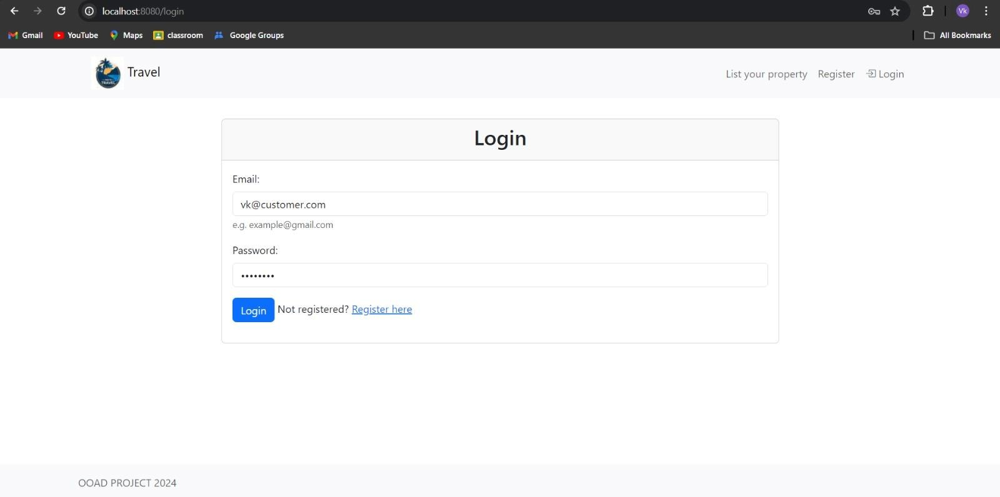 localhost:8080/login
Vk
Gmail YouTube Maps classroom Google Groups All Bookmarks
TRAVEL
Travel List your property Register Login
Login
Email:
vk@customer.com
e.g. example@gmail.com
Password:
••••••••
Login Not registered? Register here
OOAD PROJECT 2024